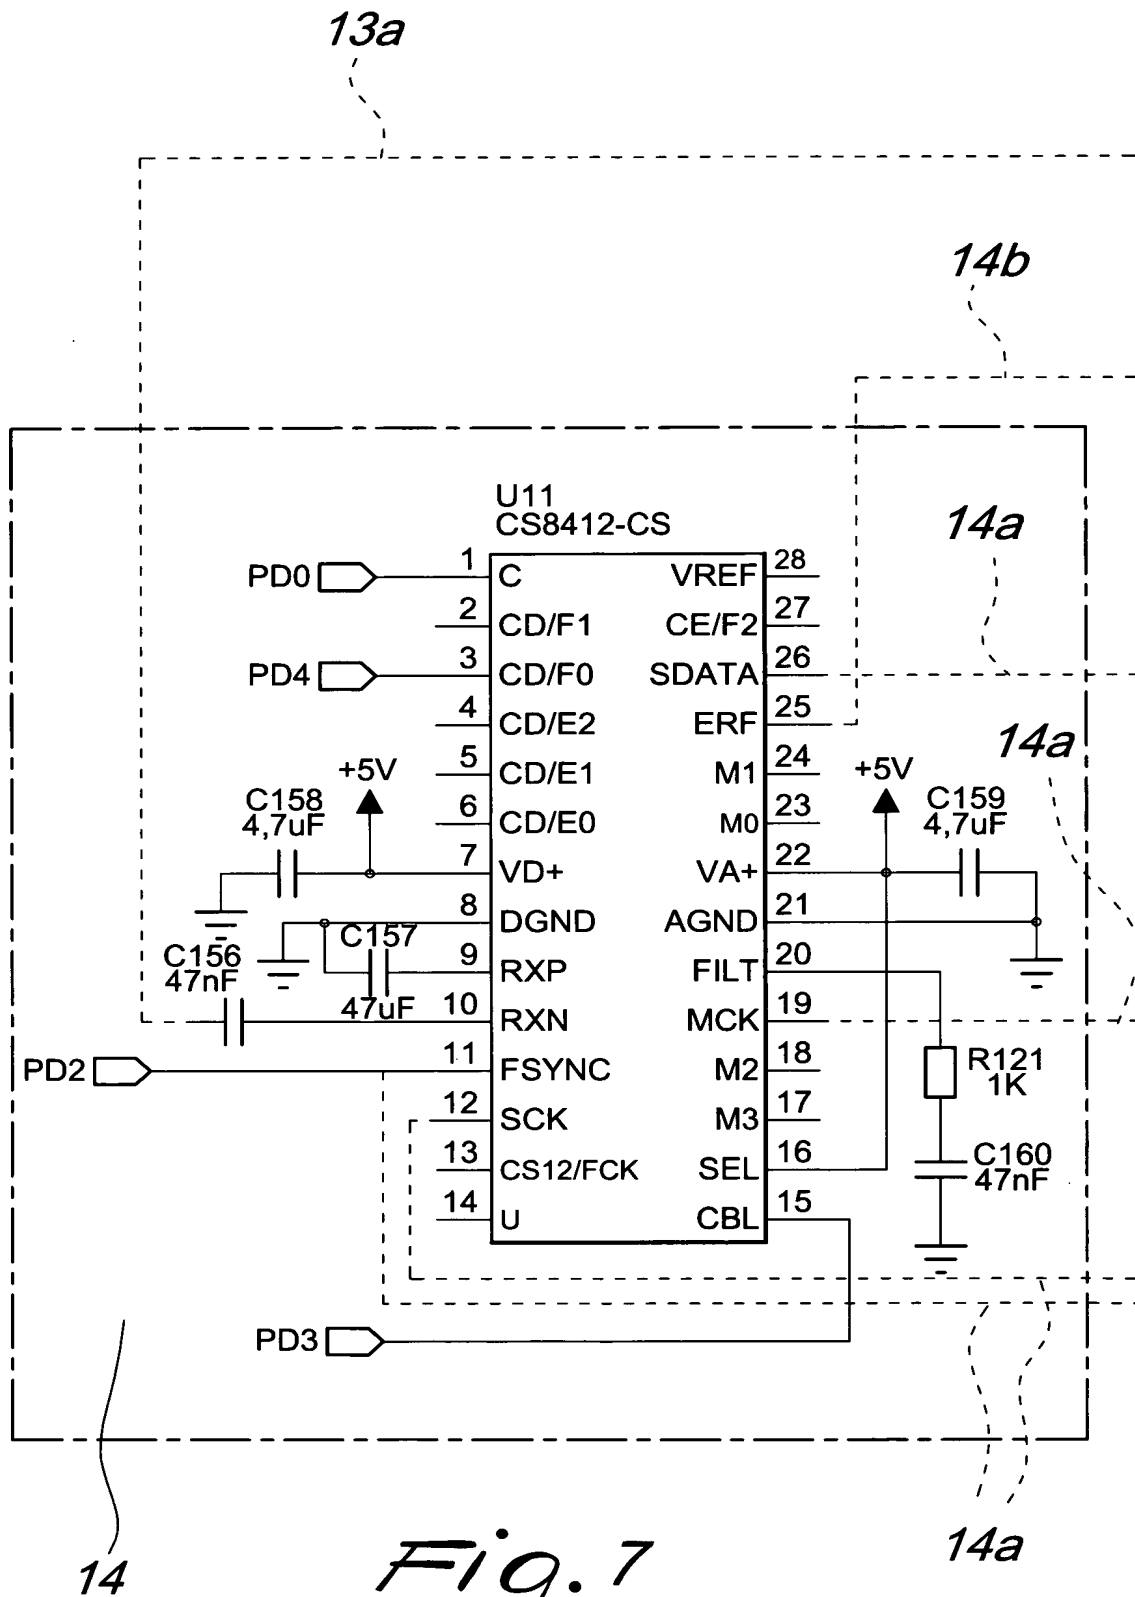 13a
14b
U11
CS8412-CS
14a
PD0 1 C VREF 28
2 CD/F1 CE/F2 27
PD4 3 CD/F0 SDATA 26
4 CD/E2 ERF 25
14a
5 CD/E1 M1 24
+5V +5V
C158 C159
4,7uF 4,7uF
6 CD/E0 M0 23
7 VD+ VA+ 22
8 DGND AGND 21
C157
C156
47nF
9 RXP FILT 20
47uF
10 RXN MCK 19
PD2 11 FSYNC M2 18
R121
1K
12 SCK M3 17
13 CS12/FCK SEL 16
C160
47nF
14 U CBL 15
PD3
14 14a
Fig. 7